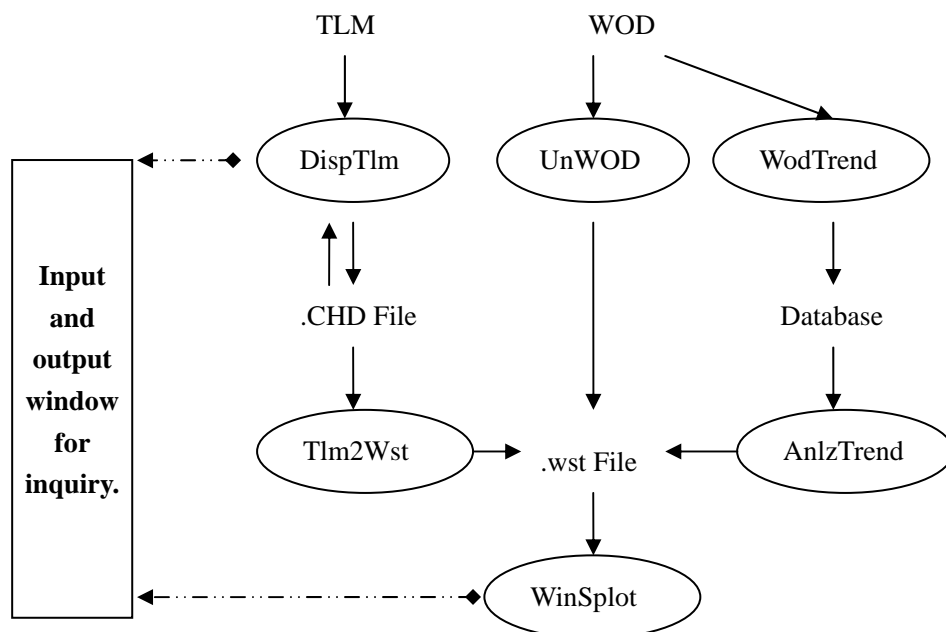 TLM
WOD
DispTlm
UnWOD
WodTrend
Input
and
output
window
for
inquiry.
.CHD File
Database
Tlm2Wst
.wst File
AnlzTrend
WinSplot